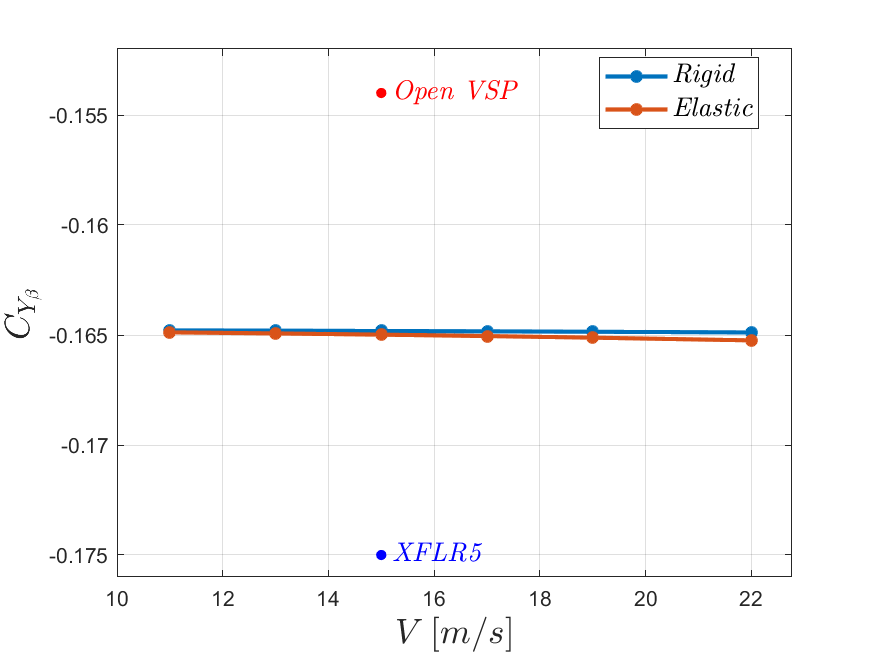 Open VSP
Rigid
Elastic
-0.155
-0.16
-0.165
-0.17
-0.175
C_{Y_β}
XFLR5
10 12 14 16 18 20 22
V [m/s]